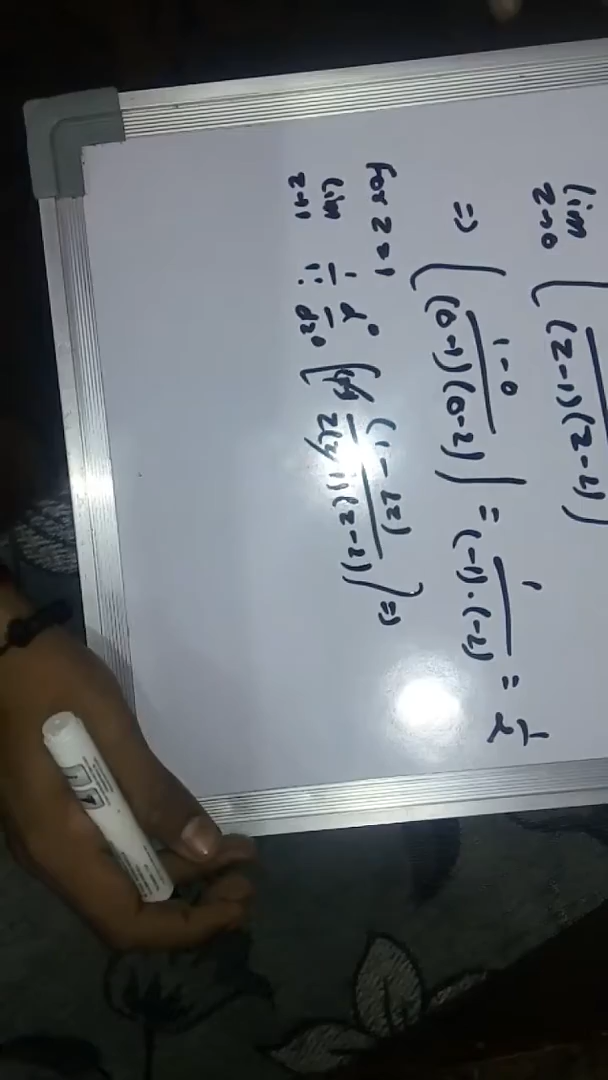 lim
z→0 [ / (z-1)(z-2) ]
=> [ 1-0 / (0-1)(0-2) ] = 1 / (-1)·(-2) = 1/2
for z = 1
lim
z→1 1/1! d⁰/dz⁰ [ (1-2z) / z(z-1)(z-2) ] =>